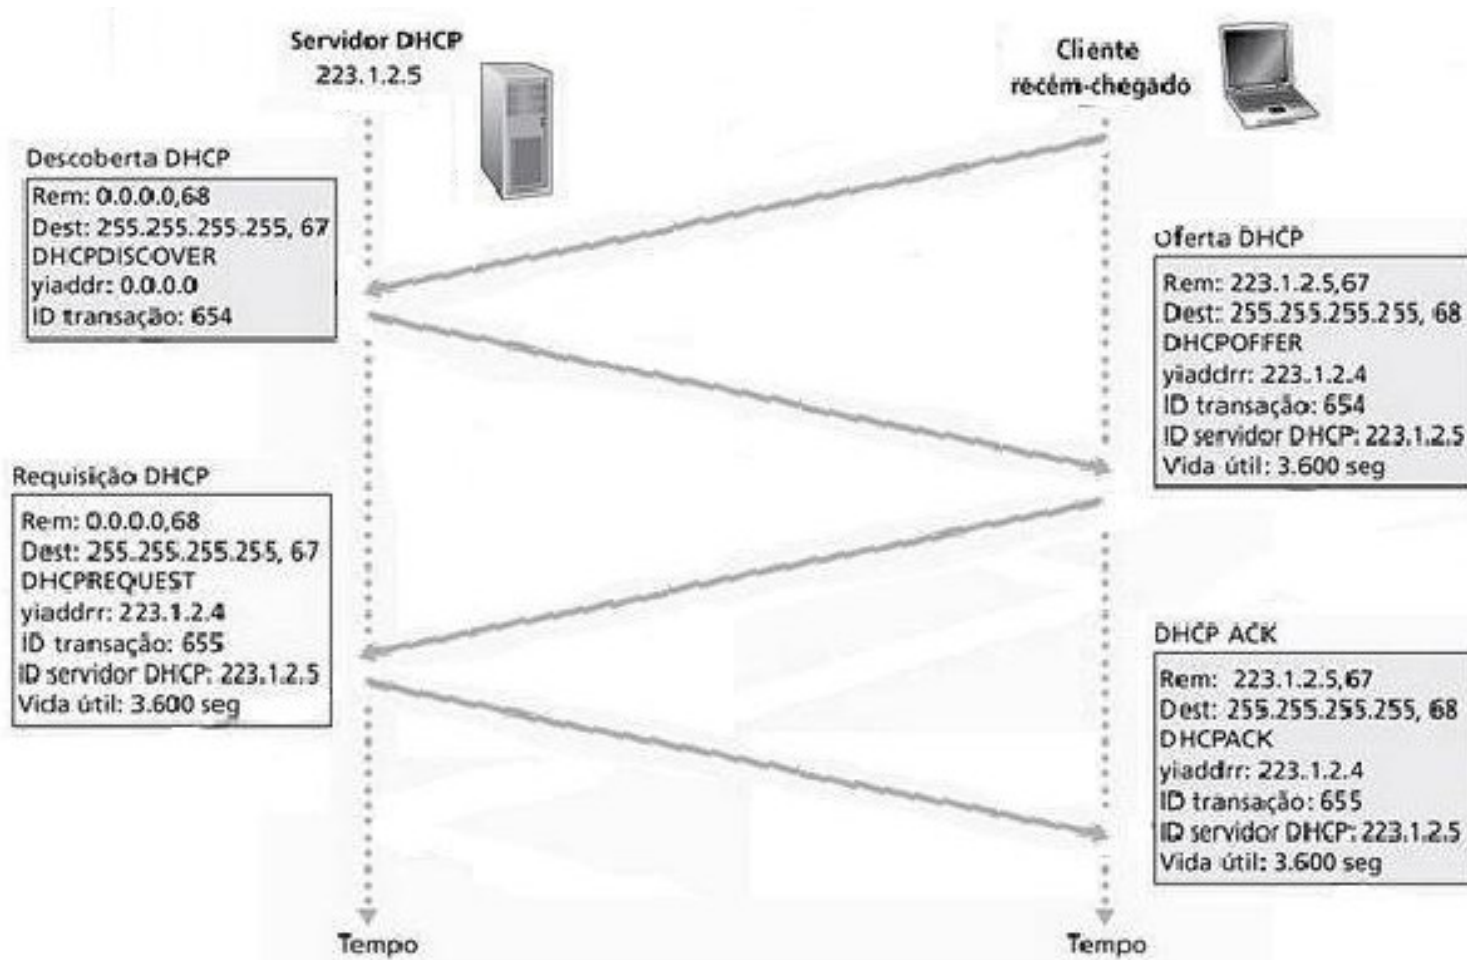 Servidor DHCP
223.1.2.5
Cliente
recém-chegado
Descoberta DHCP
Rem: 0.0.0.0,68
Dest: 255.255.255.255, 67
DHCPDISCOVER
yiaddr: 0.0.0.0
ID transação: 654
Oferta DHCP
Rem: 223.1.2.5,67
Dest: 255.255.255.255, 68
DHCPOFFER
yiaddrr: 223.1.2.4
ID transação: 654
ID servidor DHCP: 223.1.2.5
Vida útil: 3.600 seg
Requisição DHCP
Rem: 0.0.0.0,68
Dest: 255.255.255.255, 67
DHCPREQUEST
yiaddrr: 223.1.2.4
ID transação: 655
ID servidor DHCP: 223.1.2.5
Vida útil: 3.600 seg
DHCP ACK
Rem: 223.1.2.5,67
Dest: 255.255.255.255, 68
DHCPACK
yiaddrr: 223.1.2.4
ID transação: 655
ID servidor DHCP: 223.1.2.5
Vida útil: 3.600 seg
Tempo
Tempo